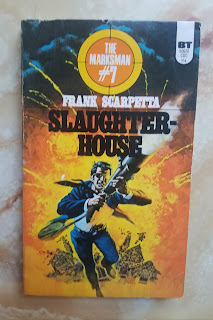 THE
MARKSMAN
#7
BT
FRANK SCARPETTA
SLAUGHTER-
HOUSE